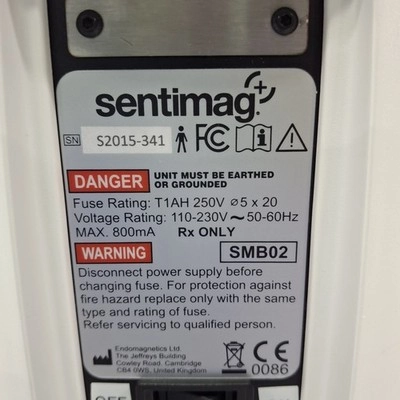 sentimag+
SN S2015-341 FC i
DANGER UNIT MUST BE EARTHED
OR GROUNDED
Fuse Rating: T1AH 250V ⌀5 x 20
Voltage Rating: 110-230V ~ 50-60Hz
MAX. 800mA Rx ONLY
WARNING SMB02
Disconnect power supply before
changing fuse. For protection against
fire hazard replace only with the same
type and rating of fuse.
Refer servicing to qualified person.
Endomagnetics Ltd
The Jeffreys Building
Cowley Road, Cambridge
CB4 0WS, United Kingdom
CE
0086
OFF